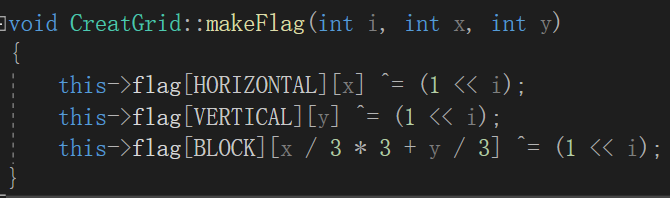 void CreatGrid::makeFlag(int i, int x, int y)
{
this->flag[HORIZONTAL][x] ^= (1 << i);
this->flag[VERTICAL][y] ^= (1 << i);
this->flag[BLOCK][x / 3 * 3 + y / 3] ^= (1 << i);
}